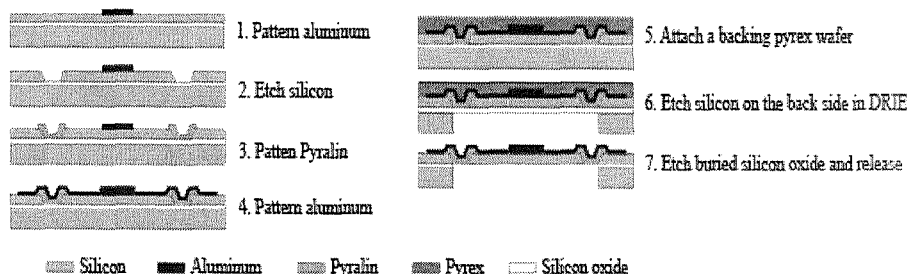 1. Pattern aluminum
2. Etch silicon
3. Patten Pyralin
4. Pattern aluminum
5. Attach a backing pyrex wafer
6. Etch silicon on the back side in DRIE
7. Etch buried silicon oxide and release
Silicon Aluminum Pyralin Pyrex Silicon oxide